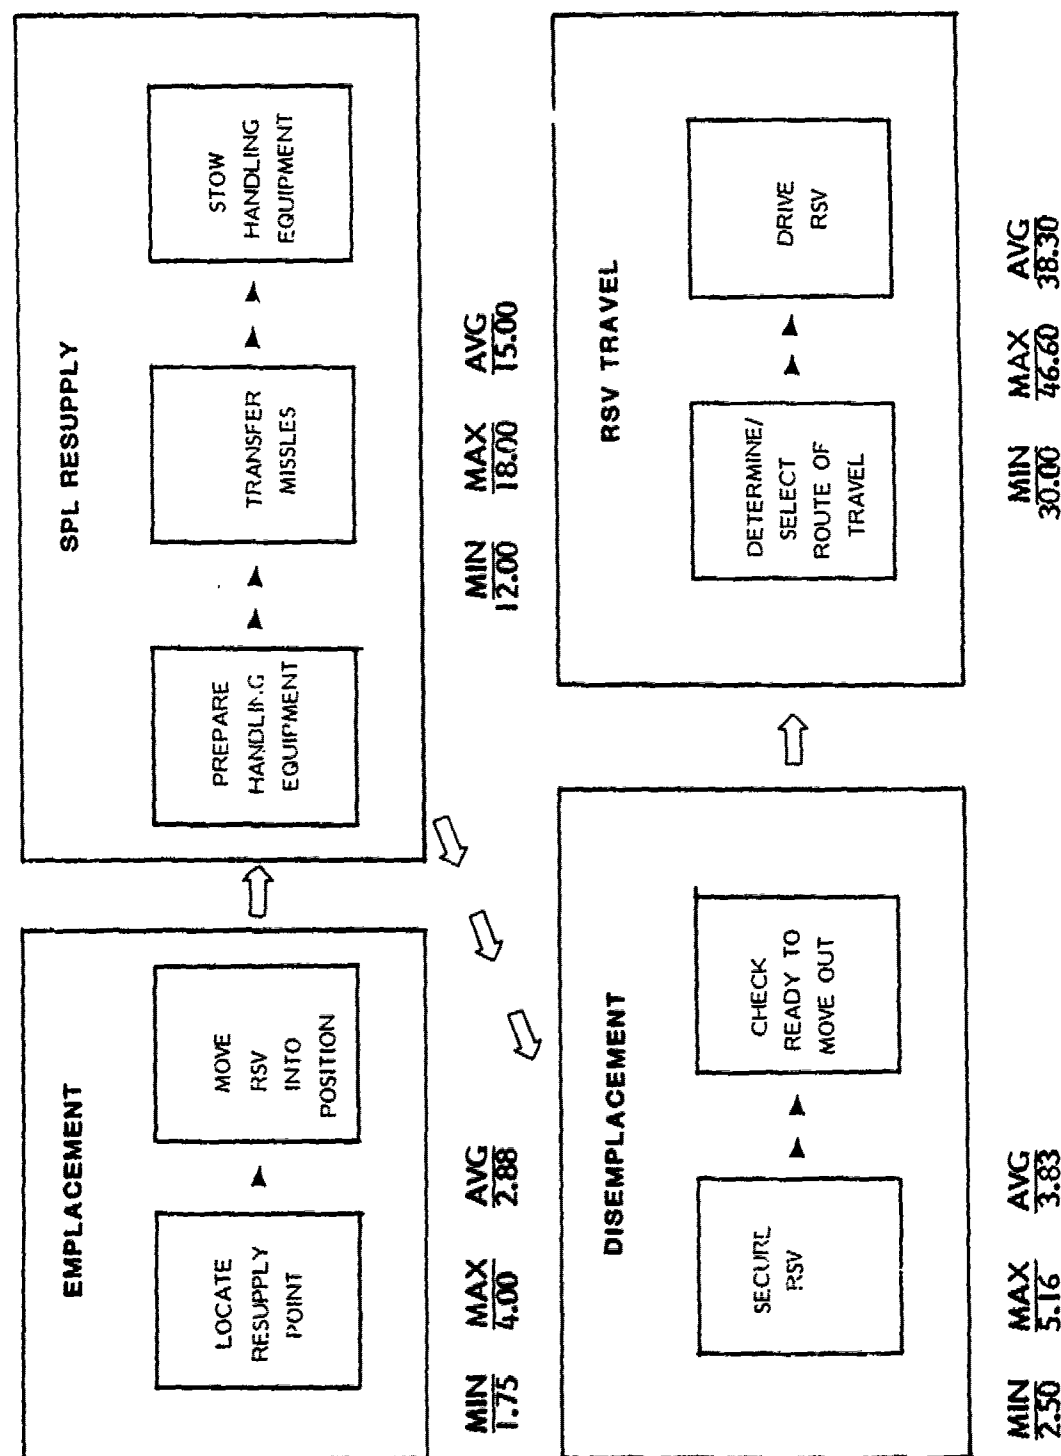 EMPLACEMENT
LOCATE
RESUPPLY
POINT
MOVE
RSV
INTO
POSITION
MIN MAX AVG
1.75 4.00 2.88
SPL RESUPPLY
PREPARE
HANDLING
EQUIPMENT
TRANSFER
MISSLES
STOW
HANDLING
EQUIPMENT
MIN MAX AVG
12.00 18.00 15.00
DISEMPLACEMENT
SECURE
RSV
CHECK
READY TO
MOVE OUT
MIN MAX AVG
2.50 5.16 3.83
RSV TRAVEL
DETERMINE/
SELECT
ROUTE OF
TRAVEL
DRIVE
RSV
MIN MAX AVG
30.00 46.60 38.30